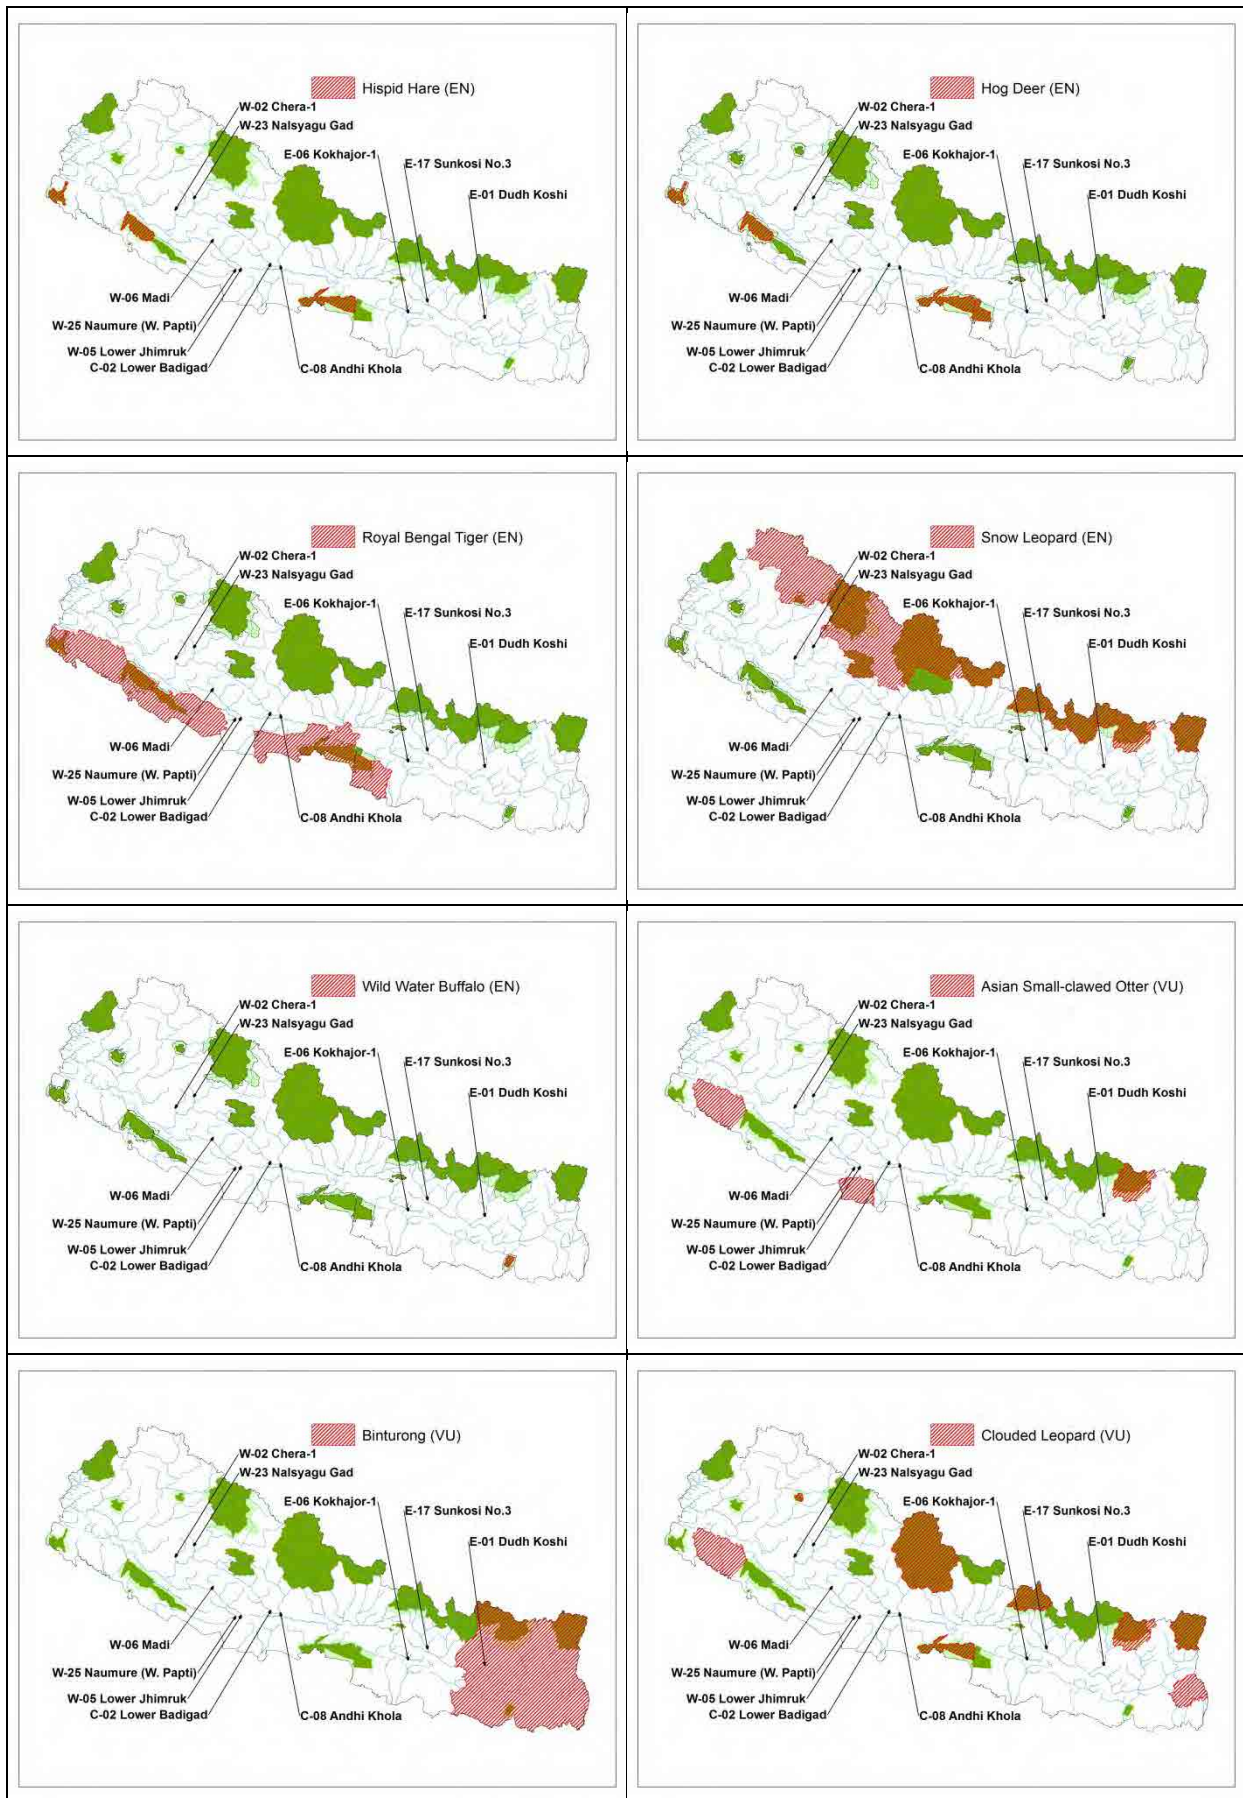 Hispid Hare (EN)
W-02 Chera-1
W-23 Nalsyagu Gad
E-06 Kokhajor-1
E-17 Sunkosi No.3
E-01 Dudh Koshi
W-06 Madi
W-25 Naumure (W. Papti)
W-05 Lower Jhimruk
C-02 Lower Badigad
C-08 Andhi Khola
Hog Deer (EN)
W-02 Chera-1
W-23 Nalsyagu Gad
E-06 Kokhajor-1
E-17 Sunkosi No.3
E-01 Dudh Koshi
W-06 Madi
W-25 Naumure (W. Papti)
W-05 Lower Jhimruk
C-02 Lower Badigad
C-08 Andhi Khola
Royal Bengal Tiger (EN)
W-02 Chera-1
W-23 Nalsyagu Gad
E-06 Kokhajor-1
E-17 Sunkosi No.3
E-01 Dudh Koshi
W-06 Madi
W-25 Naumure (W. Papti)
W-05 Lower Jhimruk
C-02 Lower Badigad
C-08 Andhi Khola
Snow Leopard (EN)
W-02 Chera-1
W-23 Nalsyagu Gad
E-06 Kokhajor-1
E-17 Sunkosi No.3
E-01 Dudh Koshi
W-06 Madi
W-25 Naumure (W. Papti)
W-05 Lower Jhimruk
C-02 Lower Badigad
C-08 Andhi Khola
Wild Water Buffalo (EN)
W-02 Chera-1
W-23 Nalsyagu Gad
E-06 Kokhajor-1
E-17 Sunkosi No.3
E-01 Dudh Koshi
W-06 Madi
W-25 Naumure (W. Papti)
W-05 Lower Jhimruk
C-02 Lower Badigad
C-08 Andhi Khola
Asian Small-clawed Otter (VU)
W-02 Chera-1
W-23 Nalsyagu Gad
E-06 Kokhajor-1
E-17 Sunkosi No.3
E-01 Dudh Koshi
W-06 Madi
W-25 Naumure (W. Papti)
W-05 Lower Jhimruk
C-02 Lower Badigad
C-08 Andhi Khola
Binturong (VU)
W-02 Chera-1
W-23 Nalsyagu Gad
E-06 Kokhajor-1
E-17 Sunkosi No.3
E-01 Dudh Koshi
W-06 Madi
W-25 Naumure (W. Papti)
W-05 Lower Jhimruk
C-02 Lower Badigad
C-08 Andhi Khola
Clouded Leopard (VU)
W-02 Chera-1
W-23 Nalsyagu Gad
E-06 Kokhajor-1
E-17 Sunkosi No.3
E-01 Dudh Koshi
W-06 Madi
W-25 Naumure (W. Papti)
W-05 Lower Jhimruk
C-02 Lower Badigad
C-08 Andhi Khola